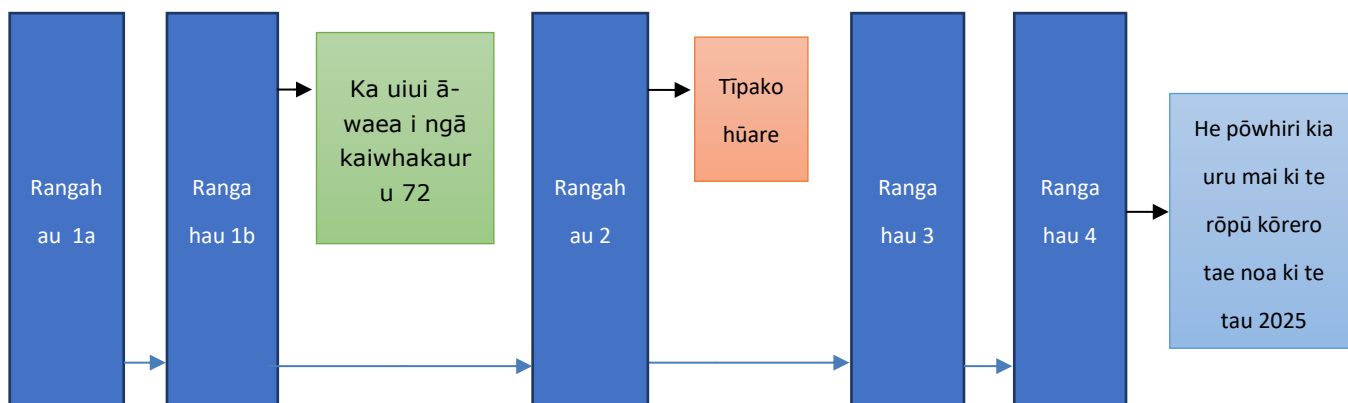 Rangah
au 1a
Ranga
hau 1b
Ka uiui ā-
waea i ngā
kaiwhakaur
u 72
Rangah
au 2
Tīpako
hūare
Ranga
hau 3
Ranga
hau 4
He pōwhiri kia
uru mai ki te
rōpū kōrero
tae noa ki te
tau 2025